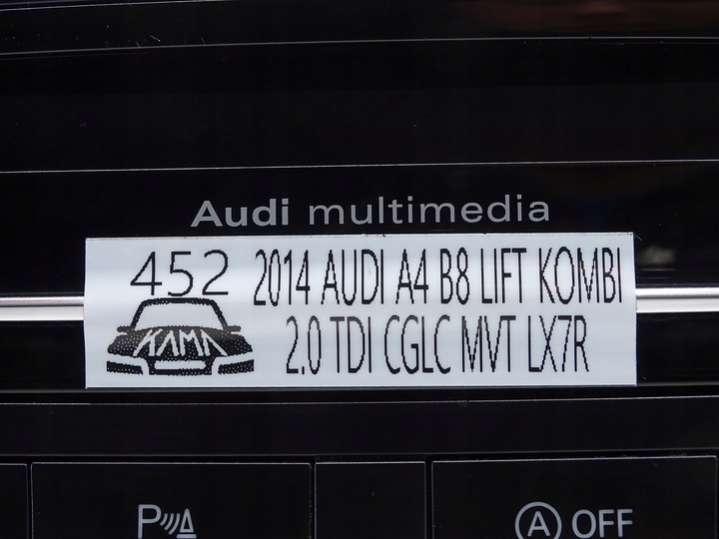 Audi multimedia
452 2014 AUDI A4 B8 LIFT KOMBI
KAMA 2.0 TDI CGLC MVT LX7R
P A OFF